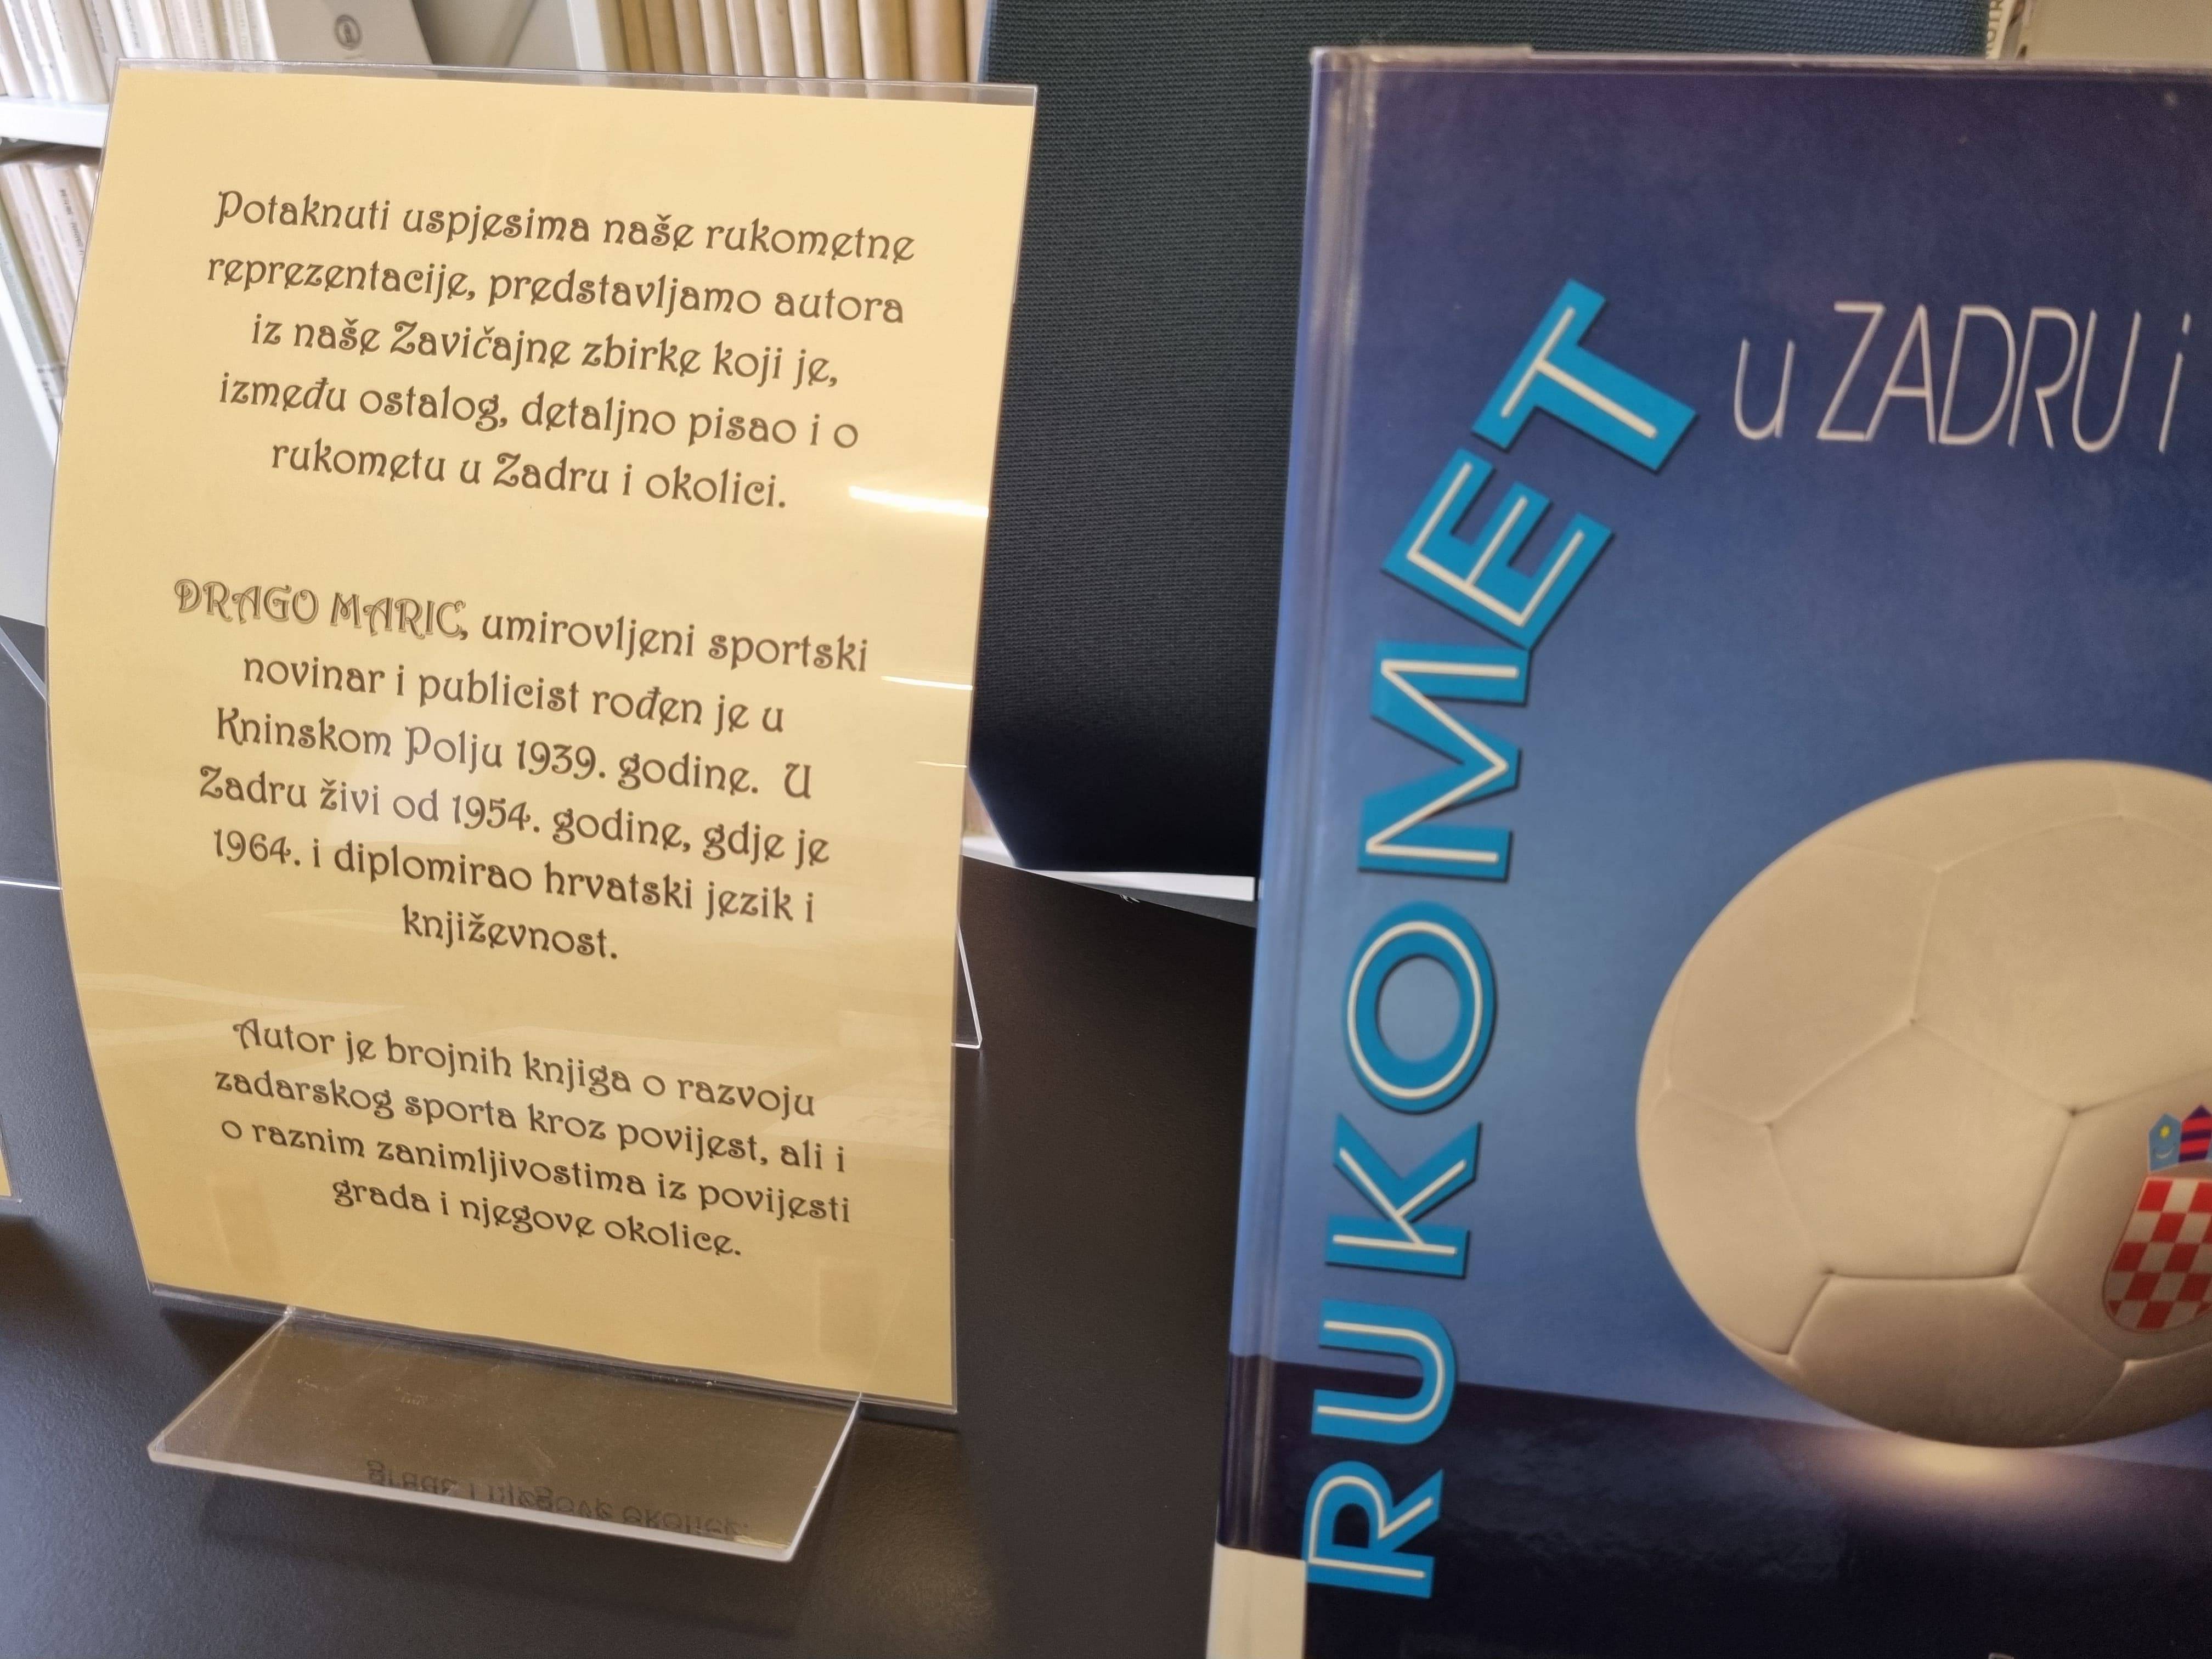 Potaknuti uspjesima naše rukometne
reprezentacije, predstavljamo autora
iz naše Zavičajne zbirke koji je,
između ostalog, detaljno pisao i o
rukometu u Zadru i okolici.
DRAGO MARIĆ, umirovljeni sportski
novinar i publicist rođen je u
Kninskom Polju 1939. godine. U
Zadru živi od 1954. godine, gdje je
1964. i diplomirao hrvatski jezik i
književnost.
Autor je brojnih knjiga o razvoju
zadarskog sporta kroz povijest, ali i
o raznim zanimljivostima iz povijesti
grada i njegove okolice.
RUKOMET
u ZADRU i